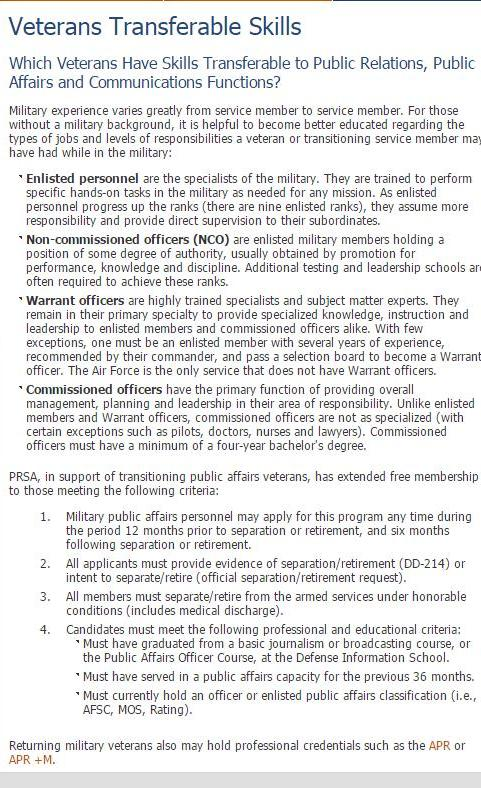 Veterans Transferable Skills
Which Veterans Have Skills Transferable to Public Relations, Public
Affairs and Communications Functions?
Military experience varies greatly from service member to service member. For those
without a military background, it is helpful to become better educated regarding the
types of jobs and levels of responsibilities a veteran or transitioning service member may
have had while in the military:
Enlisted personnel are the specialists of the military. They are trained to perform
specific hands-on tasks in the military as needed for any mission. As enlisted
personnel progress up the ranks (there are nine enlisted ranks), they assume more
responsibility and provide direct supervision to their subordinates.
Non-commissioned officers (NCO) are enlisted military members holding a
position of some degree of authority, usually obtained by promotion for
performance, knowledge and discipline. Additional testing and leadership schools are
often required to achieve these ranks.
Warrant officers are highly trained specialists and subject matter experts. They
remain in their primary specialty to provide specialized knowledge, instruction and
leadership to enlisted members and commissioned officers alike. With few
exceptions, one must be an enlisted member with several years of experience,
recommended by their commander, and pass a selection board to become a Warrant
officer. The Air Force is the only service that does not have Warrant officers.
Commissioned officers have the primary function of providing overall
management, planning and leadership in their area of responsibility. Unlike enlisted
members and Warrant officers, commissioned officers are not as specialized (with
certain exceptions such as pilots, doctors, nurses and lawyers). Commissioned
officers must have a minimum of a four-year bachelor's degree.
PRSA, in support of transitioning public affairs veterans, has extended free membership
to those meeting the following criteria:
1. Military public affairs personnel may apply for this program any time during
the period 12 months prior to separation or retirement, and six months
following separation or retirement.
2. All applicants must provide evidence of separation/retirement (DD-214) or
intent to separate/retire (official separation/retirement request).
3. All members must separate/retire from the armed services under honorable
conditions (includes medical discharge).
4. Candidates must meet the following professional and educational criteria:
Must have graduated from a basic journalism or broadcasting course, or
the Public Affairs Officer Course, at the Defense Information School.
Must have served in a public affairs capacity for the previous 36 months.
Must currently hold an officer or enlisted public affairs classification (i.e.,
AFSC, MOS, Rating).
Returning military veterans also may hold professional credentials such as the APR or
APR +M.